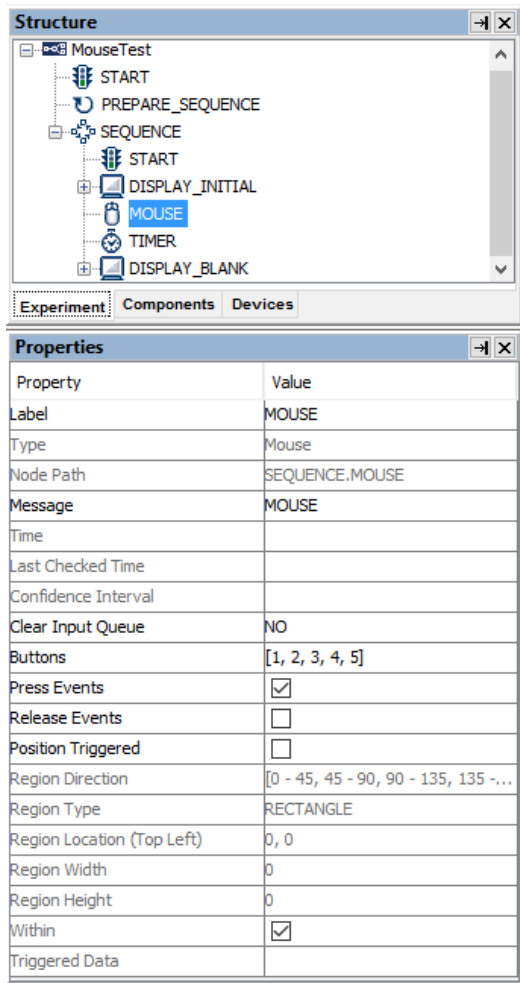 Structure
MouseTest
START
PREPARE_SEQUENCE
SEQUENCE
START
DISPLAY_INITIAL
MOUSE
TIMER
DISPLAY_BLANK
Experiment Components Devices
Properties
Property Value
Label MOUSE
Type Mouse
Node Path SEQUENCE.MOUSE
Message MOUSE
Time
Last Checked Time
Confidence Interval
Clear Input Queue NO
Buttons [1, 2, 3, 4, 5]
Press Events
Release Events
Position Triggered
Region Direction [0 - 45, 45 - 90, 90 - 135, 135 -...
Region Type RECTANGLE
Region Location (Top Left) 0, 0
Region Width 0
Region Height 0
Within
Triggered Data